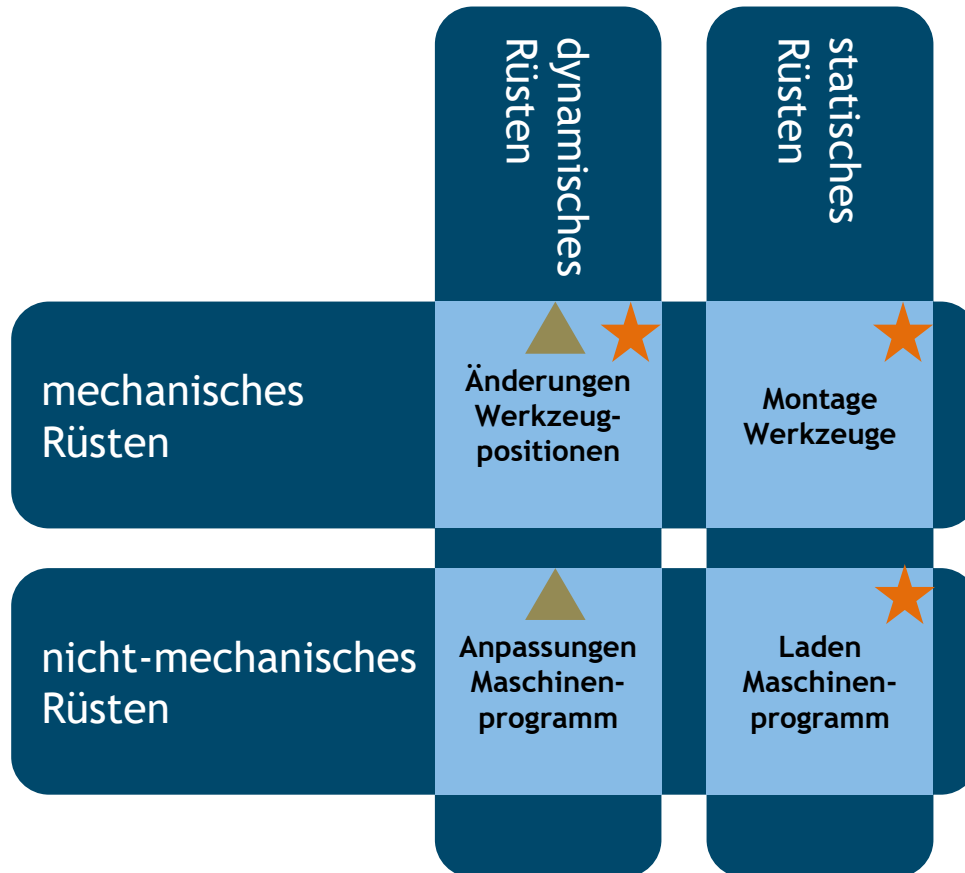 dynamisches
Rüsten
statisches
Rüsten
mechanisches
Rüsten
Änderungen
Werkzeug-
positionen
Montage
Werkzeuge
nicht-mechanisches
Rüsten
Anpassungen
Maschinen-
programm
Laden
Maschinen-
programm